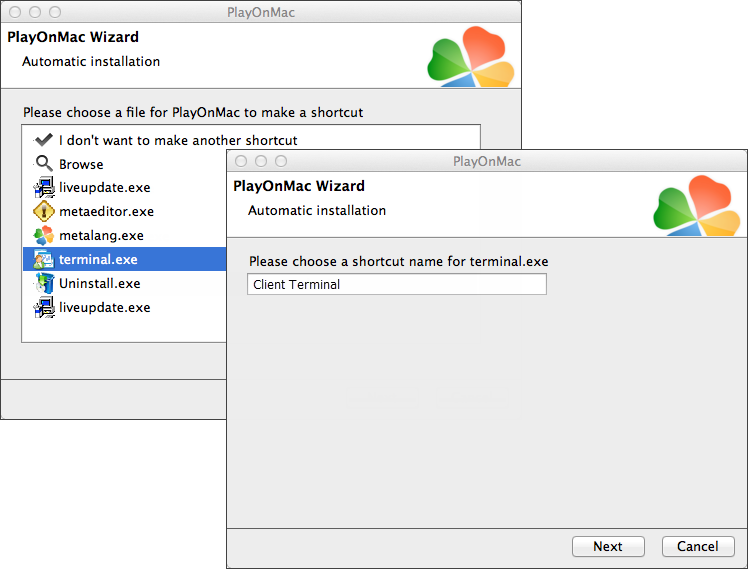 PlayOnMac
PlayOnMac Wizard
Automatic installation
Please choose a file for PlayOnMac to make a shortcut
I don't want to make another shortcut
Browse
liveupdate.exe
metaeditor.exe
metalang.exe
terminal.exe
Uninstall.exe
liveupdate.exe
PlayOnMac
PlayOnMac Wizard
Automatic installation
Please choose a shortcut name for terminal.exe
Client Terminal
Next
Cancel